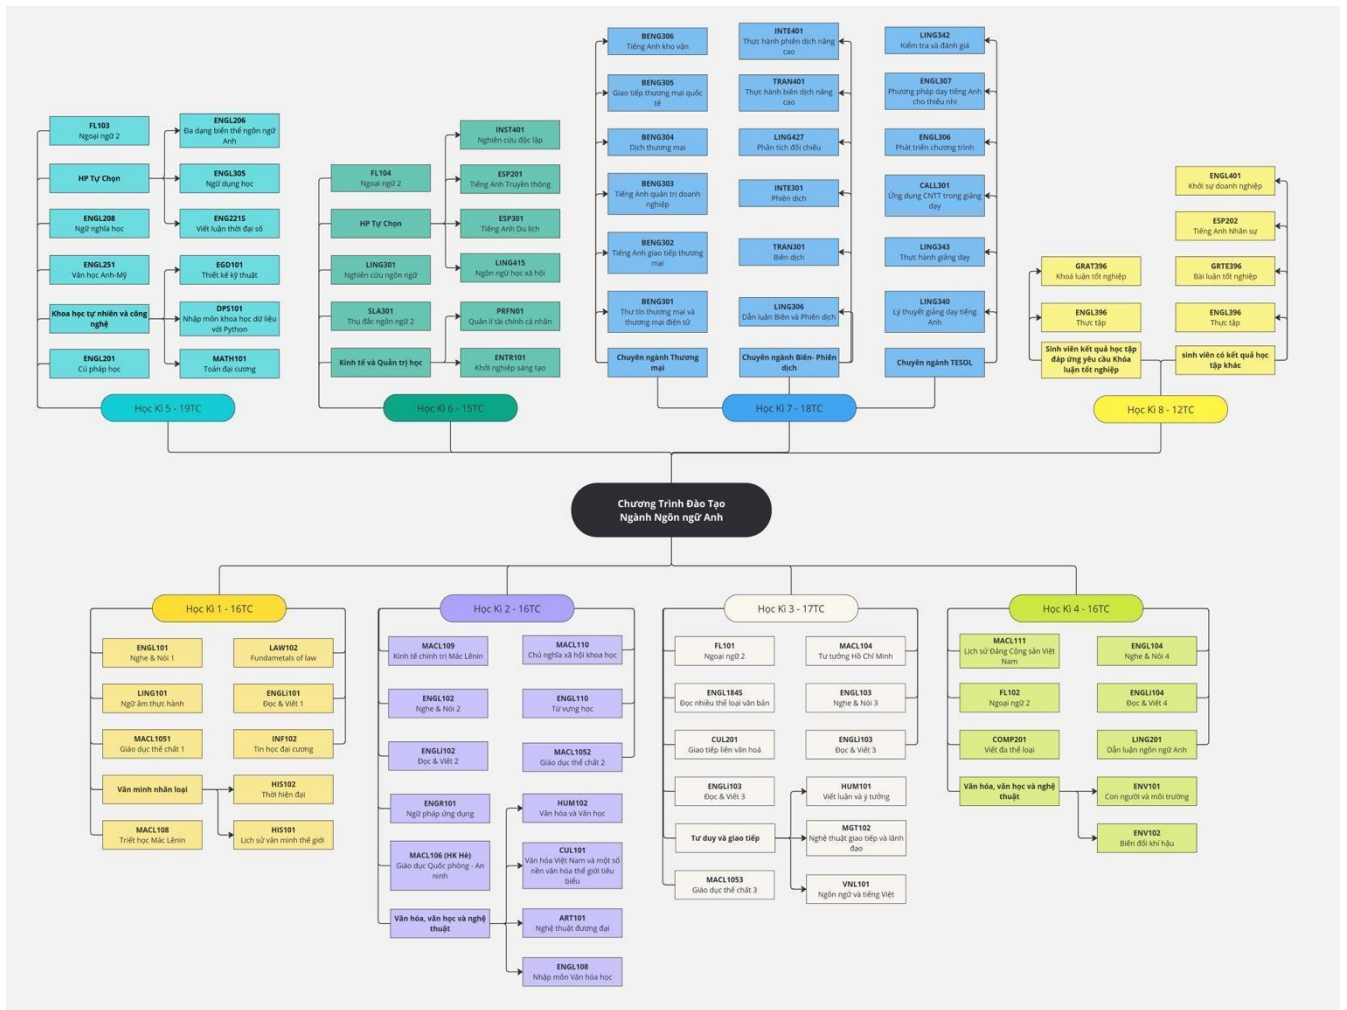 FL103
Ngoại ngữ 2
HP Tự Chọn
ENGL208
Ngữ nghĩa học
ENGL251
Văn học Anh-Mỹ
Khoa học tự nhiên và công
nghệ
ENGL201
Cú pháp học
ENGL206
Đa dạng biến thể ngôn ngữ
Anh
ENGL305
Ngữ dụng học
ENG221S
Viết luận thời đại số
EGD101
Thiết kế kỹ thuật
DPS101
Nhập môn khoa học dữ liệu
với Python
MATH101
Toán đại cương
Học Kì 5 - 19TC
FL104
Ngoại ngữ 2
HP Tự Chọn
LING301
Nghiên cứu ngôn ngữ
SLA301
Thụ đắc ngôn ngữ 2
Kinh tế và Quản trị học
INST401
Nghiên cứu độc lập
ESP201
Tiếng Anh Truyền thông
ESP301
Tiếng Anh Du lịch
LING415
Ngôn ngữ học xã hội
PRFN01
Quản lí tài chính cá nhân
ENTR101
Khởi nghiệp sáng tạo
Học Kì 6 - 15TC
BENG306
Tiếng Anh kho vận
BENG305
Giao tiếp thương mại quốc
tế
BENG304
Dịch thương mại
BENG303
Tiếng Anh quản trị doanh
nghiệp
BENG302
Tiếng Anh giao tiếp thương
mại
BENG301
Thư tín thương mại và
thương mại điện tử
Chuyên ngành Thương
mại
INTE401
Thực hành phiên dịch nâng
cao
TRAN401
Thực hành biên dịch nâng
cao
LING427
Phân tích đối chiếu
INTE301
Phiên dịch
TRAN301
Biên dịch
LING306
Dẫn luận Biên và Phiên dịch
Chuyên ngành Biên- Phiên
dịch
LING342
Kiểm tra và đánh giá
ENGL307
Phương pháp dạy tiếng Anh
cho thiếu nhi
ENGL306
Phát triển chương trình
CALL301
Ứng dụng CNTT trong giảng
dạy
LING343
Thực hành giảng dạy
LING340
Lý thuyết giảng dạy tiếng
Anh
Chuyên ngành TESOL
Học Kì 7 - 18TC
GRAT396
Khoá luận tốt nghiệp
ENGL396
Thực tập
Sinh viên kết quả học tập
đáp ứng yêu cầu Khóa
luận tốt nghiệp
ENGL401
Khởi sự doanh nghiệp
ESP202
Tiếng Anh Nhân sự
GRTE396
Bài luận tốt nghiệp
ENGL396
Thực tập
sinh viên có kết quả học
tập khác
Học Kì 8 - 12TC
Chương Trình Đào Tạo
Ngành Ngôn ngữ Anh
Học Kì 1 - 16TC
ENGL101
Nghe & Nói 1
LING101
Ngữ âm thực hành
MACL1051
Giáo dục thể chất 1
Văn minh nhân loại
MACL108
Triết học Mác Lênin
LAW102
Fundametals of law
ENGLi101
Đọc & Viết 1
INF102
Tin học đại cương
HIS102
Thời hiện đại
HIS101
Lịch sử văn minh thế giới
Học Kì 2 - 16TC
MACL109
Kinh tế chính trị Mác Lênin
ENGL102
Nghe & Nói 2
ENGLi102
Đọc & Viết 2
ENGR101
Ngữ pháp ứng dụng
MACL106 (HK Hè)
Giáo dục Quốc phòng - An
ninh
Văn hóa, văn học và nghệ
thuật
MACL110
Chủ nghĩa xã hội khoa học
ENGL110
Từ vựng học
MACL1052
Giáo dục thể chất 2
HUM102
Văn hóa và Văn học
CUL101
Văn hóa Việt Nam và một số
nền văn hóa thế giới tiêu
biểu
ART101
Nghệ thuật đương đại
ENGL108
Nhập môn Văn hóa học
Học Kì 3 - 17TC
FL101
Ngoại ngữ 2
ENGL184S
Đọc nhiều thể loại văn bản
CUL201
Giao tiếp liên văn hoá
ENGLi103
Đọc & Viết 3
Tư duy và giao tiếp
MACL1053
Giáo dục thể chất 3
MACL104
Tư tưởng Hồ Chí Minh
ENGL103
Nghe & Nói 3
ENGLi103
Đọc & Viết 3
HUM101
Viết luận và ý tưởng
MGT102
Nghệ thuật giao tiếp và lãnh
đạo
VNL101
Ngôn ngữ và tiếng Việt
Học Kì 4 - 16TC
MACL111
Lịch sử Đảng Cộng sản Việt
Nam
FL102
Ngoại ngữ 2
COMP201
Viết đa thể loại
Văn hóa, văn học và nghệ
thuật
ENGL104
Nghe & Nói 4
ENGLi104
Đọc & Viết 4
LING201
Dẫn luận ngôn ngữ Anh
ENV101
Con người và môi trường
ENV102
Biến đổi khí hậu